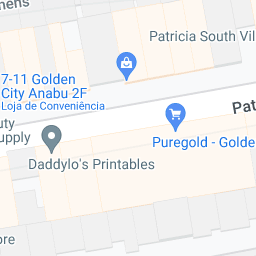 mens
Patricia South Vil
7-11 Golden
City Anabu 2F
Loja de Conveniência
Pat
uty
upply
Puregold - Golde
Daddylo's Printables
ore